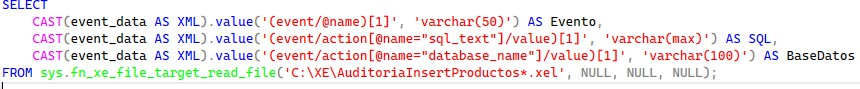 SELECT
CAST(event_data AS XML).value('(event/@name)[1]', 'varchar(50)') AS Evento,
CAST(event_data AS XML).value('(event/action[@name="sql_text"]/value)[1]', 'varchar(max)') AS SQL,
CAST(event_data AS XML).value('(event/action[@name="database_name"]/value)[1]', 'varchar(100)') AS BaseDatos
FROM sys.fn_xe_file_target_read_file('C:\XE\AuditoriaInsertProductos*.xel', NULL, NULL, NULL);